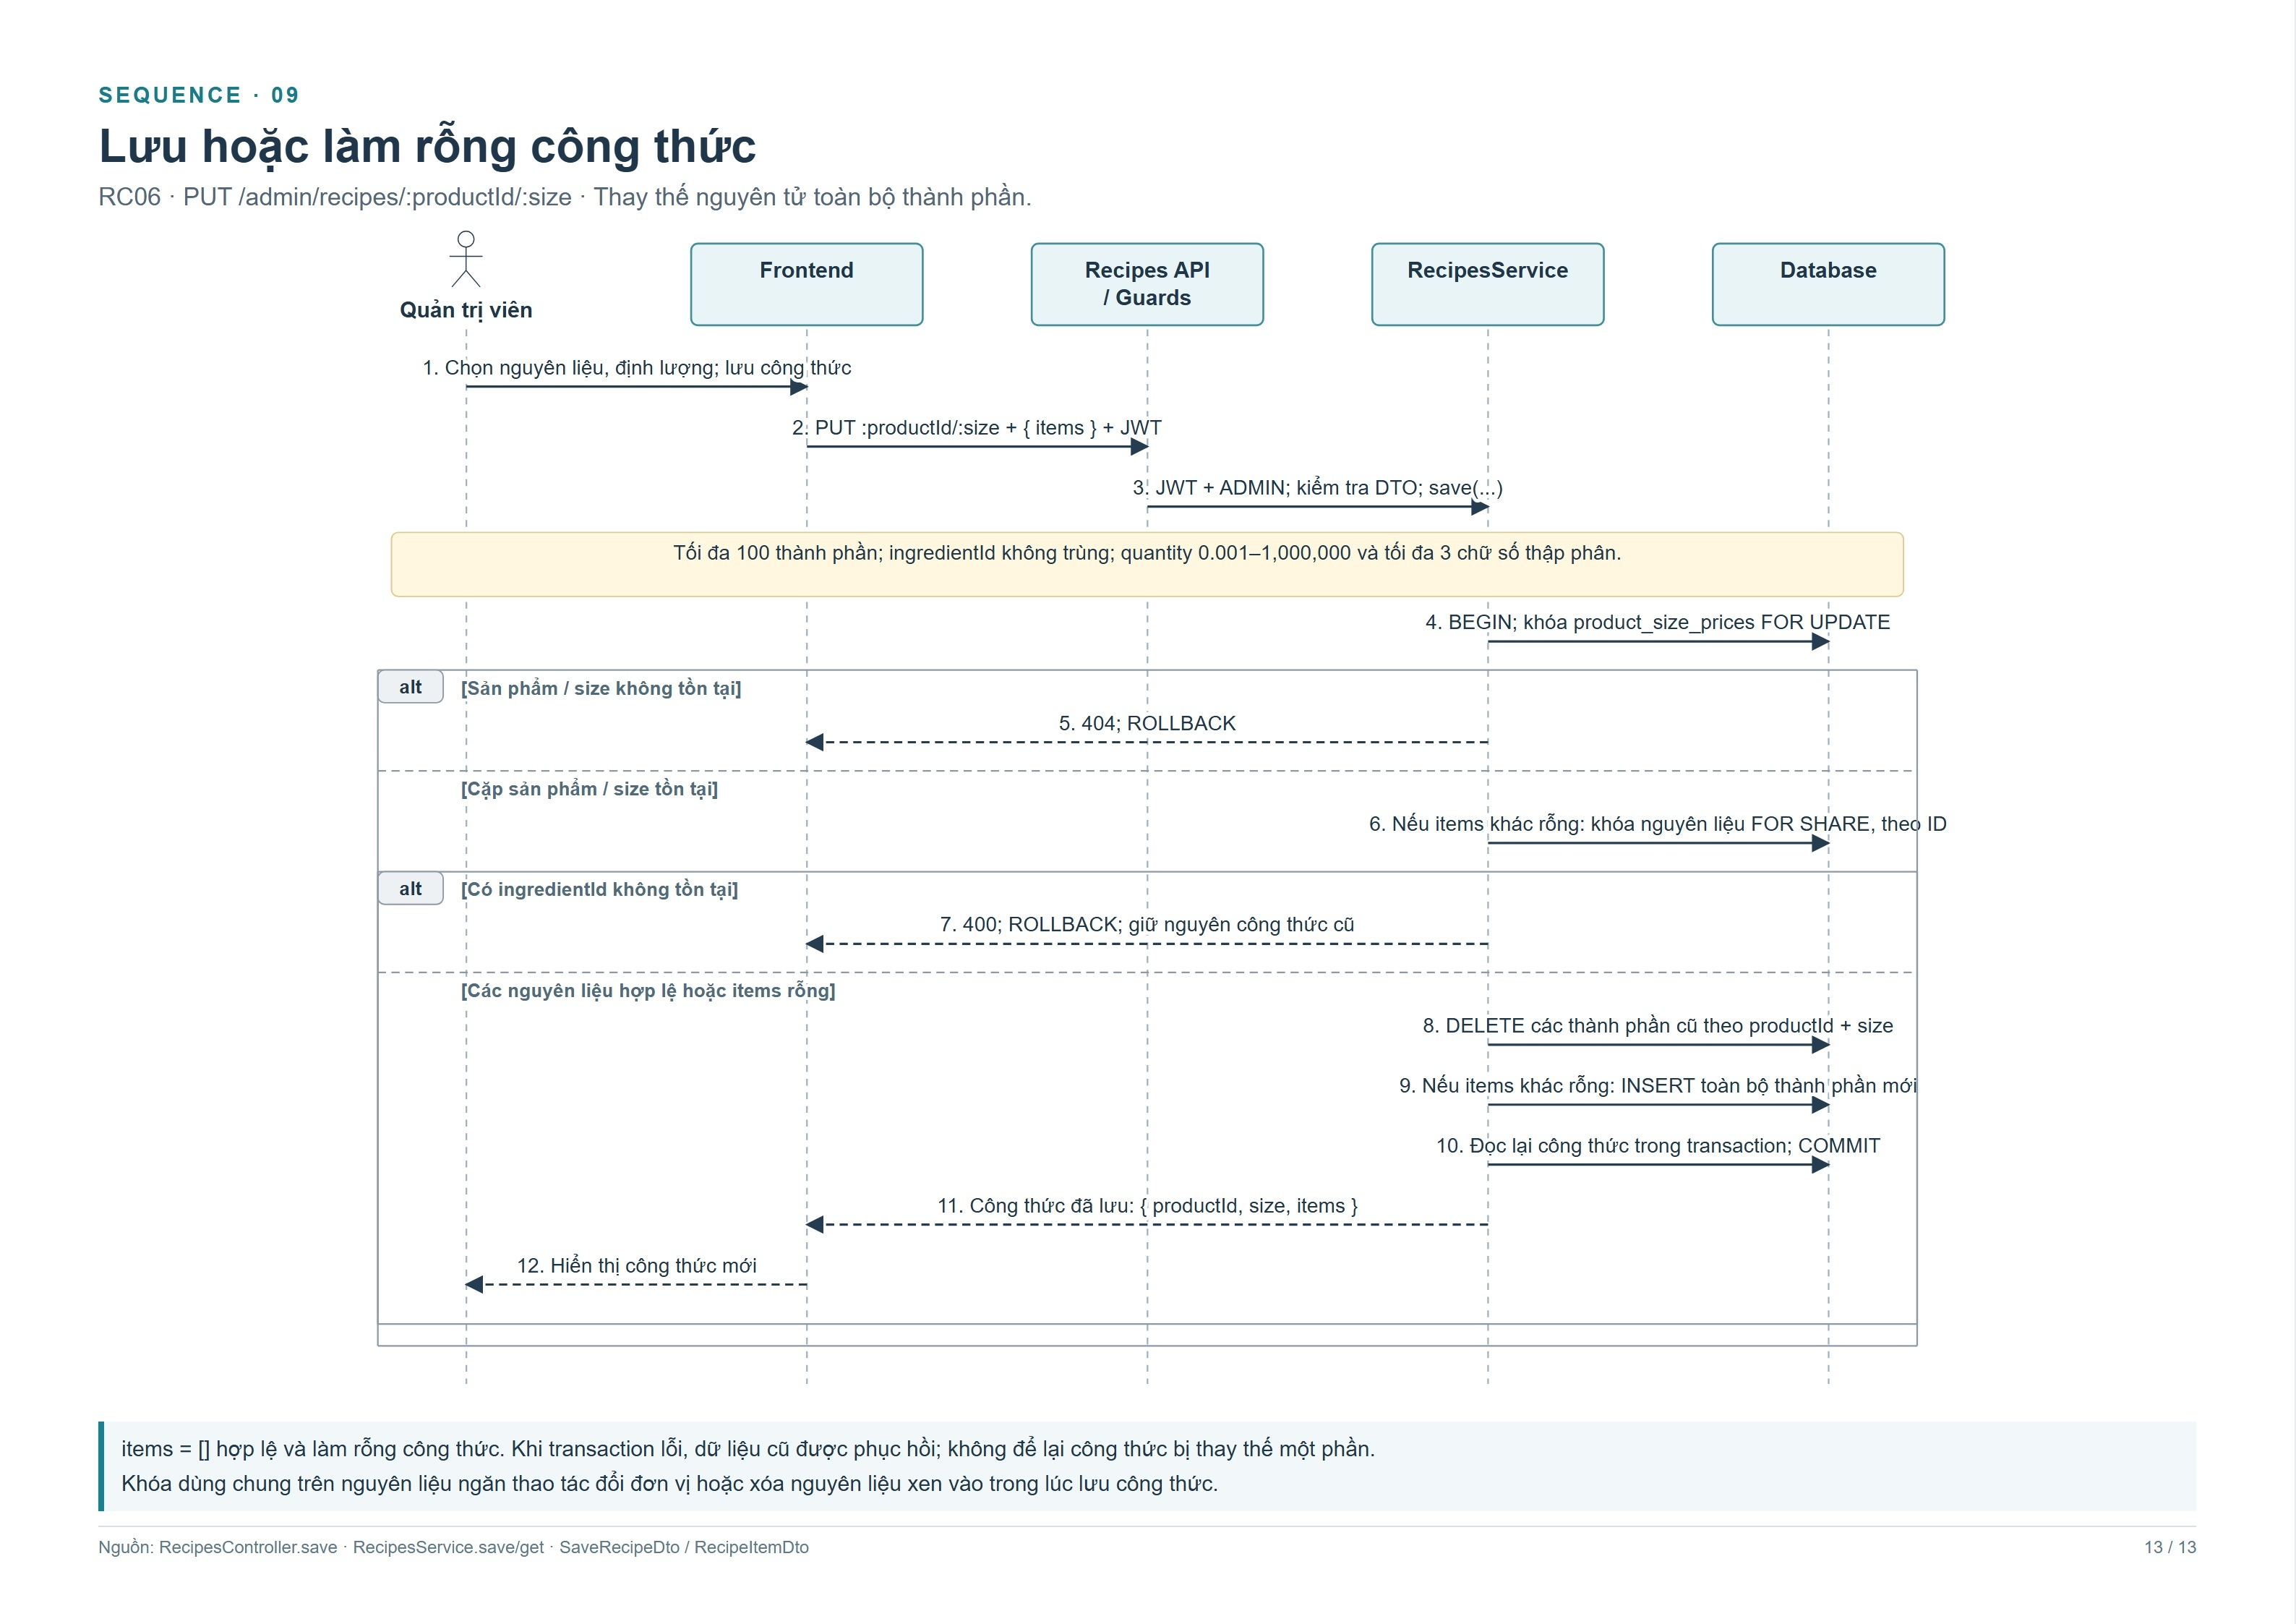 SEQUENCE · 09
Lưu hoặc làm rỗng công thức
RC06 · PUT /admin/recipes/:productId/:size · Thay thế nguyên tử toàn bộ thành phần.
Quản trị viên
Frontend
Recipes API
/ Guards
RecipesService
Database
1. Chọn nguyên liệu, định lượng; lưu công thức
2. PUT :productId/:size + { items } + JWT
3. JWT + ADMIN; kiểm tra DTO; save(...)
Tối đa 100 thành phần; ingredientId không trùng; quantity 0.001–1,000,000 và tối đa 3 chữ số thập phân.
4. BEGIN; khóa product_size_prices FOR UPDATE
alt
[Sản phẩm / size không tồn tại]
5. 404; ROLLBACK
[Cặp sản phẩm / size tồn tại]
6. Nếu items khác rỗng: khóa nguyên liệu FOR SHARE, theo ID
alt
[Có ingredientId không tồn tại]
7. 400; ROLLBACK; giữ nguyên công thức cũ
[Các nguyên liệu hợp lệ hoặc items rỗng]
8. DELETE các thành phần cũ theo productId + size
9. Nếu items khác rỗng: INSERT toàn bộ thành phần mới
10. Đọc lại công thức trong transaction; COMMIT
11. Công thức đã lưu: { productId, size, items }
12. Hiển thị công thức mới
items = [] hợp lệ và làm rỗng công thức. Khi transaction lỗi, dữ liệu cũ được phục hồi; không để lại công thức bị thay thế một phần.
Khóa dùng chung trên nguyên liệu ngăn thao tác đổi đơn vị hoặc xóa nguyên liệu xen vào trong lúc lưu công thức.
Nguồn: RecipesController.save · RecipesService.save/get · SaveRecipeDto / RecipeItemDto
13 / 13